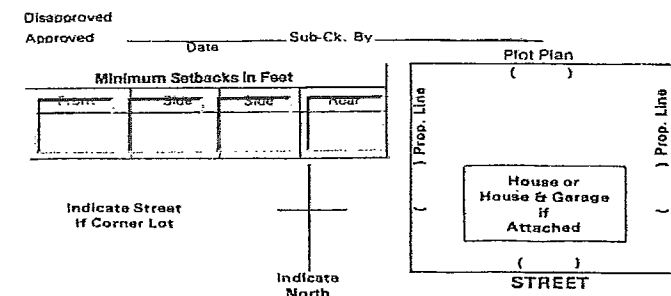 Disapproved
Approved
Date
Sub-Ck. By
Minimum Setbacks In Feet
Front Side Side Rear
Indicate Street
If Corner Lot
Indicate
North
Plot Plan
( )
Prop. Line
Prop. Line
( )
( )
House or
House & Garage
if
Attached
( )
STREET